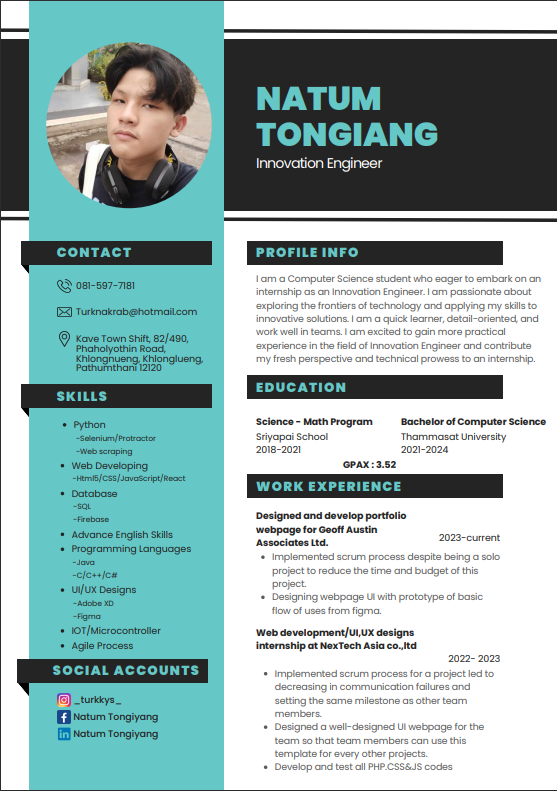 NATUM
TONGIANG
Innovation Engineer
CONTACT
081-597-7181
Turknakrab@hotmail.com
Kave Town Shift, 82/490,
Phaholyothin Road,
Khlongnueng, Khlonglueng,
Pathumthani 12120
SKILLS
• Python
-Selenium/Protractor
-Web scraping
• Web Developing
-Html5/CSS/JavaScript/React
• Database
-SQL
-Firebase
• Advance English Skills
• Programming Languages
-Java
-C/C++/C#
• UI/UX Designs
-Adobe XD
-Figma
• IOT/Microcontroller
• Agile Process
SOCIAL ACCOUNTS
_turkkys_
Natum Tongiyang
Natum Tongiyang
PROFILE INFO
I am a Computer Science student who eager to embark on an
internship as an Innovation Engineer. I am passionate about
exploring the frontiers of technology and applying my skills to
innovative solutions. I am a quick learner, detail-oriented, and
work well in teams. I am excited to gain more practical
experience in the field of Innovation Engineer and contribute
my fresh perspective and technical prowess to an internship.
EDUCATION
Science - Math Program
Sriyapai School
2018-2021
Bachelor of Computer Science
Thammasat University
2021-2024
GPAX : 3.52
WORK EXPERIENCE
Designed and develop portfolio
webpage for Geoff Austin
Associates Ltd.
2023-current
• Implemented scrum process despite being a solo
project to reduce the time and budget of this
project.
• Designing webpage UI with prototype of basic
flow of uses from figma.
Web development/UI,UX designs
internship at NexTech Asia co.,ltd
2022- 2023
• Implemented scrum process for a project led to
decreasing in communication failures and
setting the same milestone as other team
members.
• Designed a well-designed UI webpage for the
team so that team members can use this
template for every other projects.
• Develop and test all PHP.CSS&JS codes